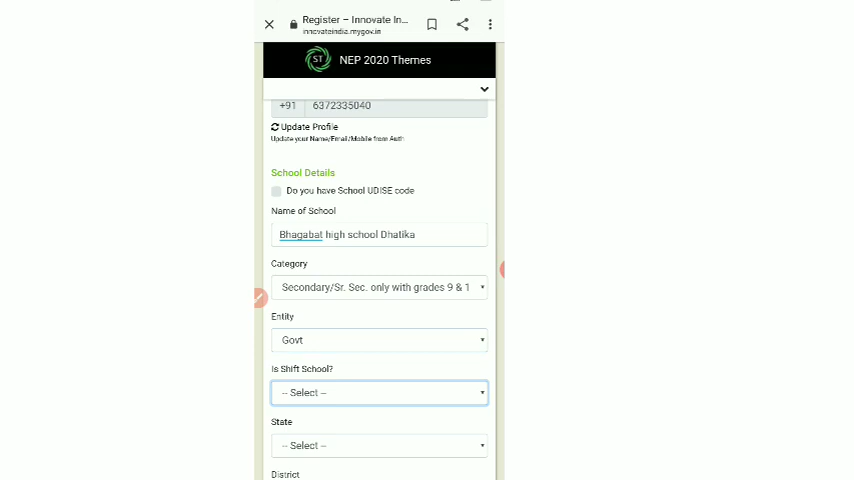 Register – Innovate In...
innovateindia.mygov.in
ST NEP 2020 Themes
+91 6372335040
Update Profile
Update your Name/Email/Mobile from Auth
School Details
Do you have School UDISE code
Name of School
Bhagabat high school Dhatika
Category
Secondary/Sr. Sec. only with grades 9 & 1
Entity
Govt
Is Shift School?
-- Select --
State
-- Select --
District